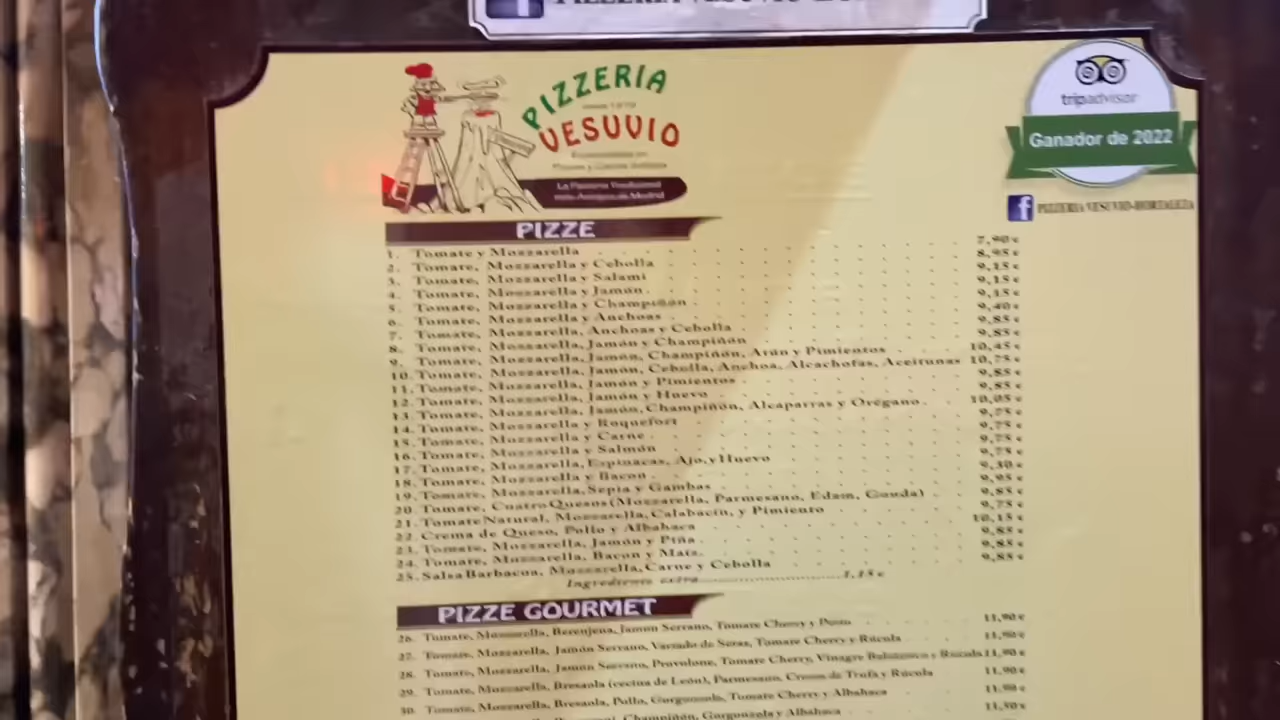 PIZZERIA VESUVIO
La Pizzeria Tradicional
más Antigua de Madrid
tripadvisor
Ganador de 2022
PIZZERIA VESUVIO-HORTALEZA
PIZZE
1. Tomate y Mozzarella 7,90€
2. Tomate, Mozzarella y Cebolla 8,95€
3. Tomate, Mozzarella y Salami 9,15€
4. Tomate, Mozzarella y Jamón 9,15€
5. Tomate, Mozzarella y Champiñón 9,15€
6. Tomate, Mozzarella y Anchoas 9,40€
7. Tomate, Mozzarella, Anchoas y Cebolla 9,85€
8. Tomate, Mozzarella, Jamón y Champiñón 9,85€
9. Tomate, Mozzarella, Jamón, Champiñón, Atún y Pimientos 10,45€
10. Tomate, Mozzarella, Jamón, Cebolla, Anchoa, Alcachofas, Aceitunas 10,75€
11. Tomate, Mozzarella, Jamón y Pimientos 9,85€
12. Tomate, Mozzarella, Jamón y Huevo 9,85€
13. Tomate, Mozzarella, Jamón, Champiñón, Alcaparras y Orégano 10,05€
14. Tomate, Mozzarella y Roquefort 9,75€
15. Tomate, Mozzarella y Carne 9,75€
16. Tomate, Mozzarella y Salmón 9,75€
17. Tomate, Mozzarella, Espinacas, Ajo, y Huevo 9,75€
18. Tomate, Mozzarella y Bacon 9,30€
19. Tomate, Mozzarella, Sepia y Gambas 9,95€
20. Tomate, Cuatro Quesos (Mozzarella, Parmesano, Edam, Gouda) 9,85€
21. Tomate Natural, Mozzarella, Calabacín, y Pimiento 9,75€
22. Crema de Queso, Pollo y Albahaca 10,15€
23. Tomate, Mozzarella, Jamón y Piña 9,85€
24. Tomate, Mozzarella, Bacon y Maíz 9,85€
25. Salsa Barbacoa, Mozzarella, Carne y Cebolla 9,85€
Ingrediente extra 1,15€
PIZZE GOURMET
26. Tomate, Mozzarella, Berenjena, Jamón Serrano, Tomate Cherry y Pesto 11,90€
27. Tomate, Mozzarella, Jamón Serrano, Variado de Setas, Tomate Cherry y Rúcula 11,90€
28. Tomate, Mozzarella, Jamón Serrano, Provolone, Tomate Cherry, Vinagre Balsámico y Rúcula 11,90€
29. Tomate, Mozzarella, Bresaola (cecina de León), Parmesano, Crema de Trufa y Rúcula 11,90€
30. Tomate, Mozzarella, Bresaola, Pollo, Gorgonzola, Tomate Cherry y Albahaca 11,90€
Champiñón, Gorgonzola y Albahaca 11,50€